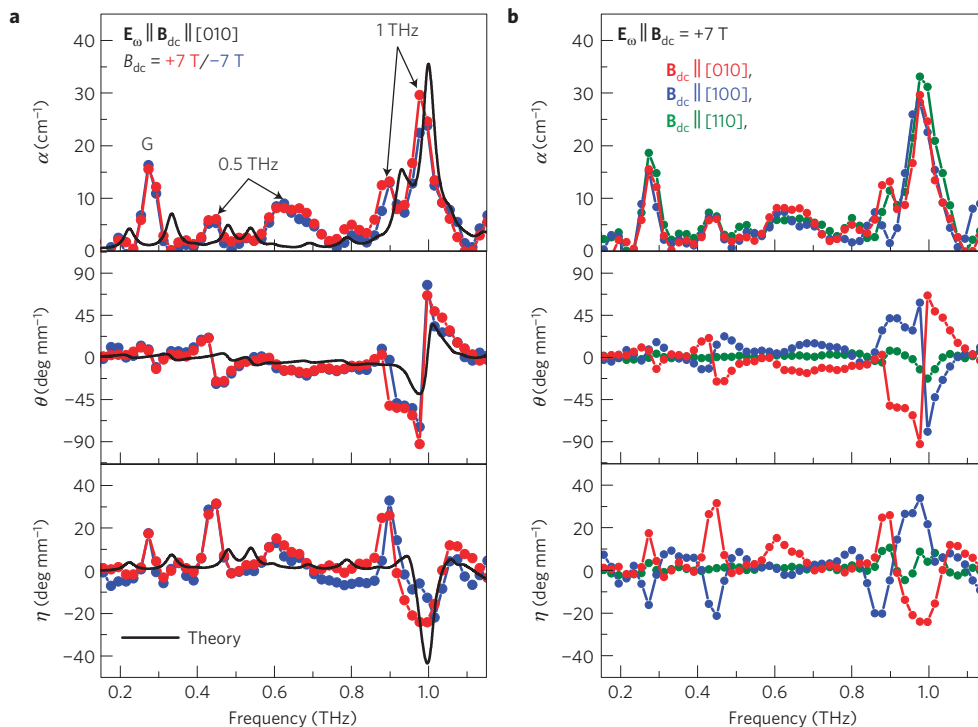 a
E_ω ∥ B_dc ∥ [010]
B_dc = +7 T/−7 T
1 THz
G
0.5 THz
α (cm⁻¹)
40
30
20
10
0
θ (deg mm⁻¹)
90
45
0
−45
−90
η (deg mm⁻¹)
40
20
0
−20
−40
Theory
0.2 0.4 0.6 0.8 1.0
Frequency (THz)
b
E_ω ∥ B_dc = +7 T
B_dc ∥ [010],
B_dc ∥ [100],
B_dc ∥ [110],
α (cm⁻¹)
40
30
20
10
0
θ (deg mm⁻¹)
90
45
0
−45
−90
η (deg mm⁻¹)
40
20
0
−20
−40
0.2 0.4 0.6 0.8 1.0
Frequency (THz)